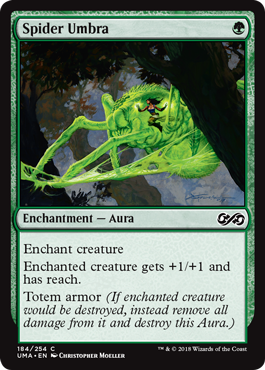 Spider Umbra
Enchantment — Aura
Enchant creature
Enchanted creature gets +1/+1 and
has reach.
Totem armor (If enchanted creature
would be destroyed, instead remove all
damage from it and destroy this Aura.)
184/254 C
UMA • EN Christopher Moeller
™ & © 2018 Wizards of the Coast